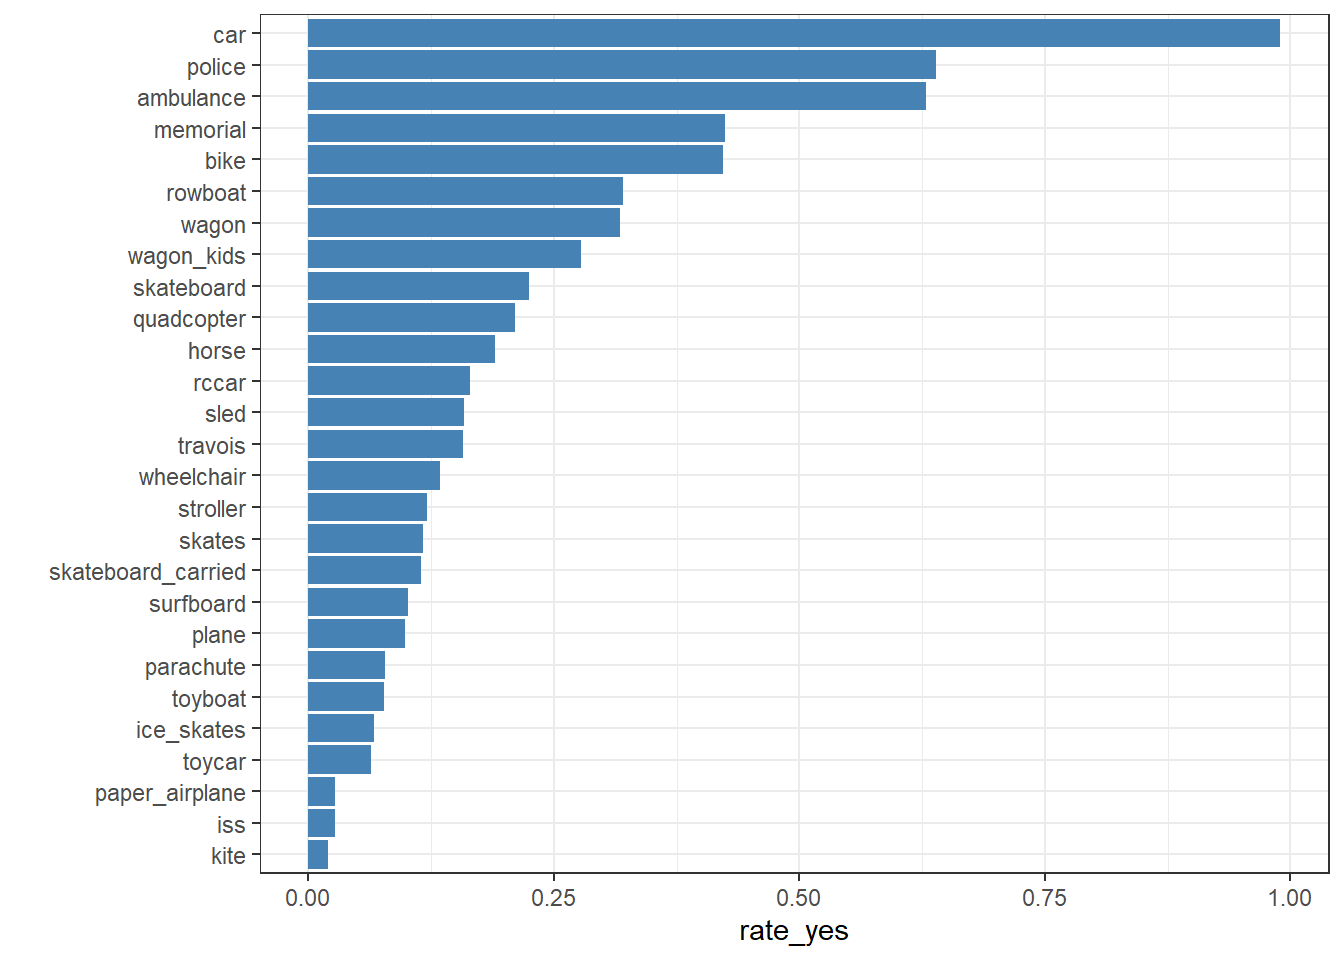 car
police
ambulance
memorial
bike
rowboat
wagon
wagon_kids
skateboard
quadcopter
horse
rccar
sled
travois
wheelchair
stroller
skates
skateboard_carried
surfboard
plane
parachute
toyboat
ice_skates
toycar
paper_airplane
iss
kite
0.00 0.25 0.50 0.75 1.00
rate_yes